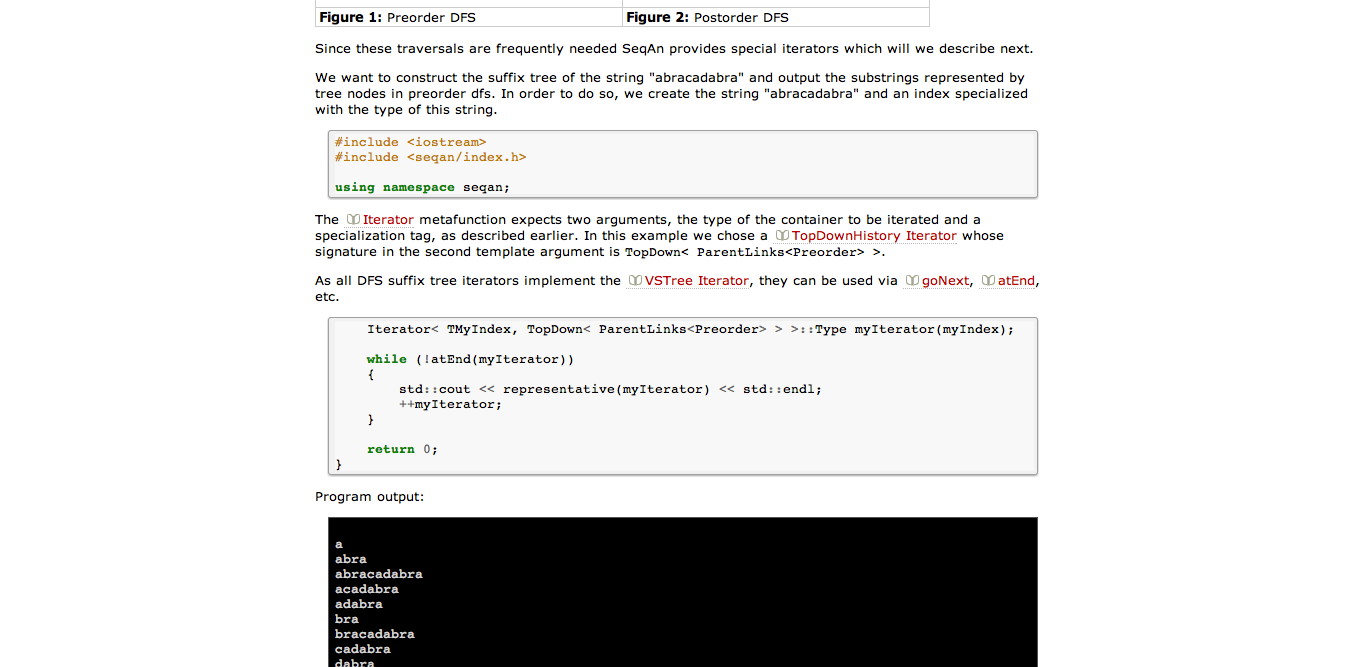 Figure 1: Preorder DFS
Figure 2: Postorder DFS
Since these traversals are frequently needed SeqAn provides special iterators which will we describe next.
We want to construct the suffix tree of the string "abracadabra" and output the substrings represented by
tree nodes in preorder dfs. In order to do so, we create the string "abracadabra" and an index specialized
with the type of this string.
#include <iostream>
#include <seqan/index.h>
using namespace seqan;
The Iterator metafunction expects two arguments, the type of the container to be iterated and a
specialization tag, as described earlier. In this example we chose a TopDownHistory Iterator whose
signature in the second template argument is TopDown< ParentLinks<Preorder> >.
As all DFS suffix tree iterators implement the VSTree Iterator, they can be used via goNext, atEnd,
etc.
    Iterator< TMyIndex, TopDown< ParentLinks<Preorder> > >::Type myIterator(myIndex);
    while (!atEnd(myIterator))
    {
        std::cout << representative(myIterator) << std::endl;
        ++myIterator;
    }
    return 0;
}
Program output:
a
abra
abracadabra
acadabra
adabra
bra
bracadabra
cadabra
dabra